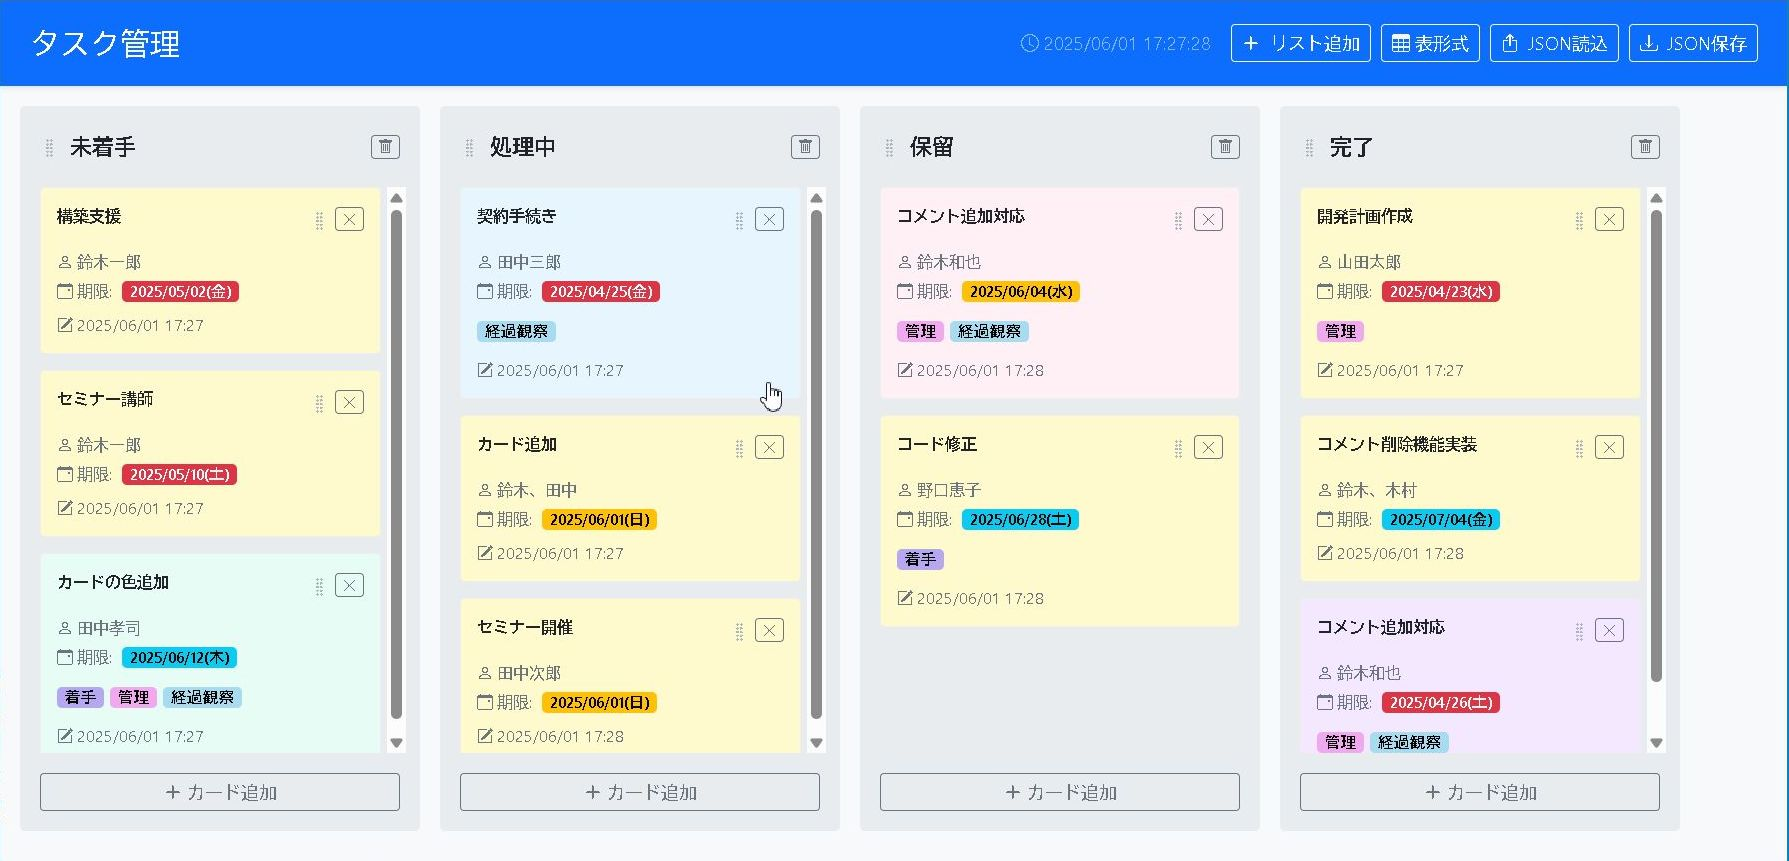 タスク管理
2025/06/01 17:27:28
リスト追加
表形式
JSON読込
JSON保存
未着手
構築支援
鈴木一郎
期限: 2025/05/02(金)
2025/06/01 17:27
セミナー講師
鈴木一郎
期限: 2025/05/10(土)
2025/06/01 17:27
カードの色追加
田中孝司
期限: 2025/06/12(木)
着手 管理 経過観察
2025/06/01 17:27
+ カード追加
処理中
契約手続き
田中三郎
期限: 2025/04/25(金)
経過観察
2025/06/01 17:27
カード追加
鈴木、田中
期限: 2025/06/01(日)
2025/06/01 17:27
セミナー開催
田中次郎
期限: 2025/06/01(日)
2025/06/01 17:28
+ カード追加
保留
コメント追加対応
鈴木和也
期限: 2025/06/04(水)
管理 経過観察
2025/06/01 17:28
コード修正
野口恵子
期限: 2025/06/28(土)
着手
2025/06/01 17:28
+ カード追加
完了
開発計画作成
山田太郎
期限: 2025/04/23(水)
管理
2025/06/01 17:27
コメント削除機能実装
鈴木、木村
期限: 2025/07/04(金)
2025/06/01 17:28
コメント追加対応
鈴木和也
期限: 2025/04/26(土)
管理 経過観察
+ カード追加